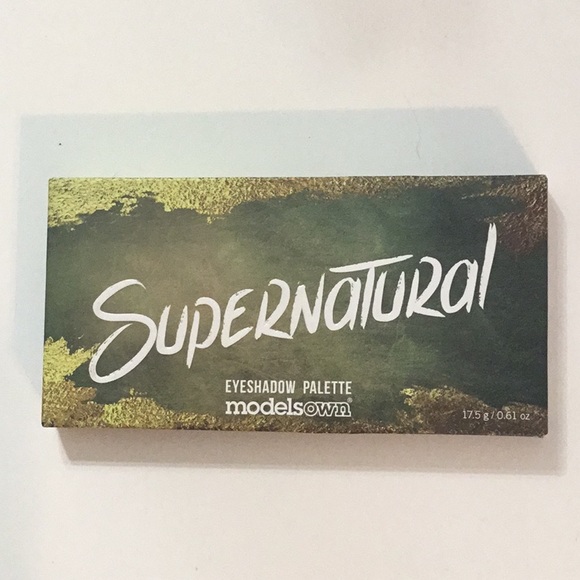 SUPERNATURAL
EYESHADOW PALETTE
modelsown®
17.5 g / 0.61 oz